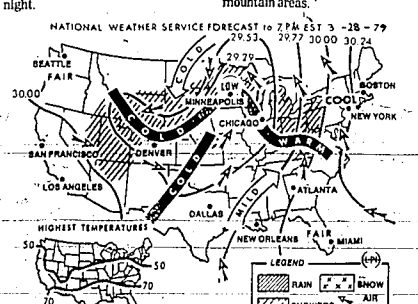 night.
mountain areas.
NATIONAL WEATHER SERVICE FORECAST to 7 PM EST 3 -28 - 79
29.53 29.77 30.00 30.24
COLD
29.29
SEATTLE
FAIR
LOW
BOSTON
30.00
MINNEAPOLIS
COOL
COLD
CHICAGO
NEW YORK
WARM
SAN FRANCISCO
DENVER
COLD
LOS ANGELES
MILD
ATLANTA
DALLAS
HIGHEST TEMPERATURES
NEW ORLEANS
FAIR
MIAMI
50
50
LEGEND
UPI
RAIN
SNOW
70
AIR
70